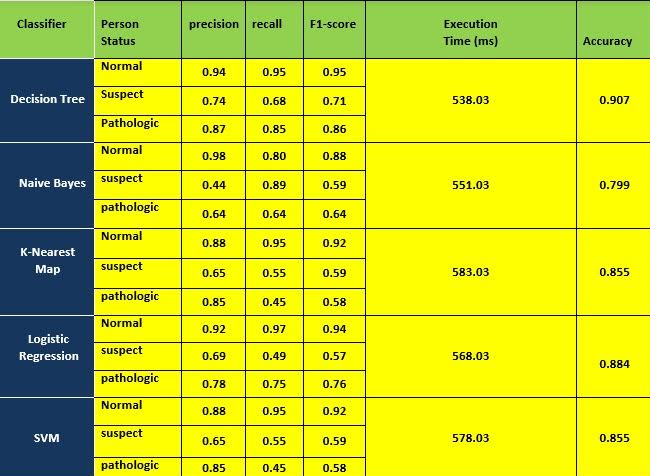 Classifier Person Status precision recall F1-score Execution Time (ms) Accuracy
Decision Tree Normal 0.94 0.95 0.95 538.03 0.907
Suspect 0.74 0.68 0.71
Pathologic 0.87 0.85 0.86
Naive Bayes Normal 0.98 0.80 0.88 551.03 0.799
suspect 0.44 0.89 0.59
pathologic 0.64 0.64 0.64
K-Nearest Map Normal 0.88 0.95 0.92 583.03 0.855
suspect 0.65 0.55 0.59
pathologic 0.85 0.45 0.58
Logistic Regression Normal 0.92 0.97 0.94 568.03 0.884
suspect 0.69 0.49 0.57
pathologic 0.78 0.75 0.76
SVM Normal 0.88 0.95 0.92 578.03 0.855
suspect 0.65 0.55 0.59
pathologic 0.85 0.45 0.58